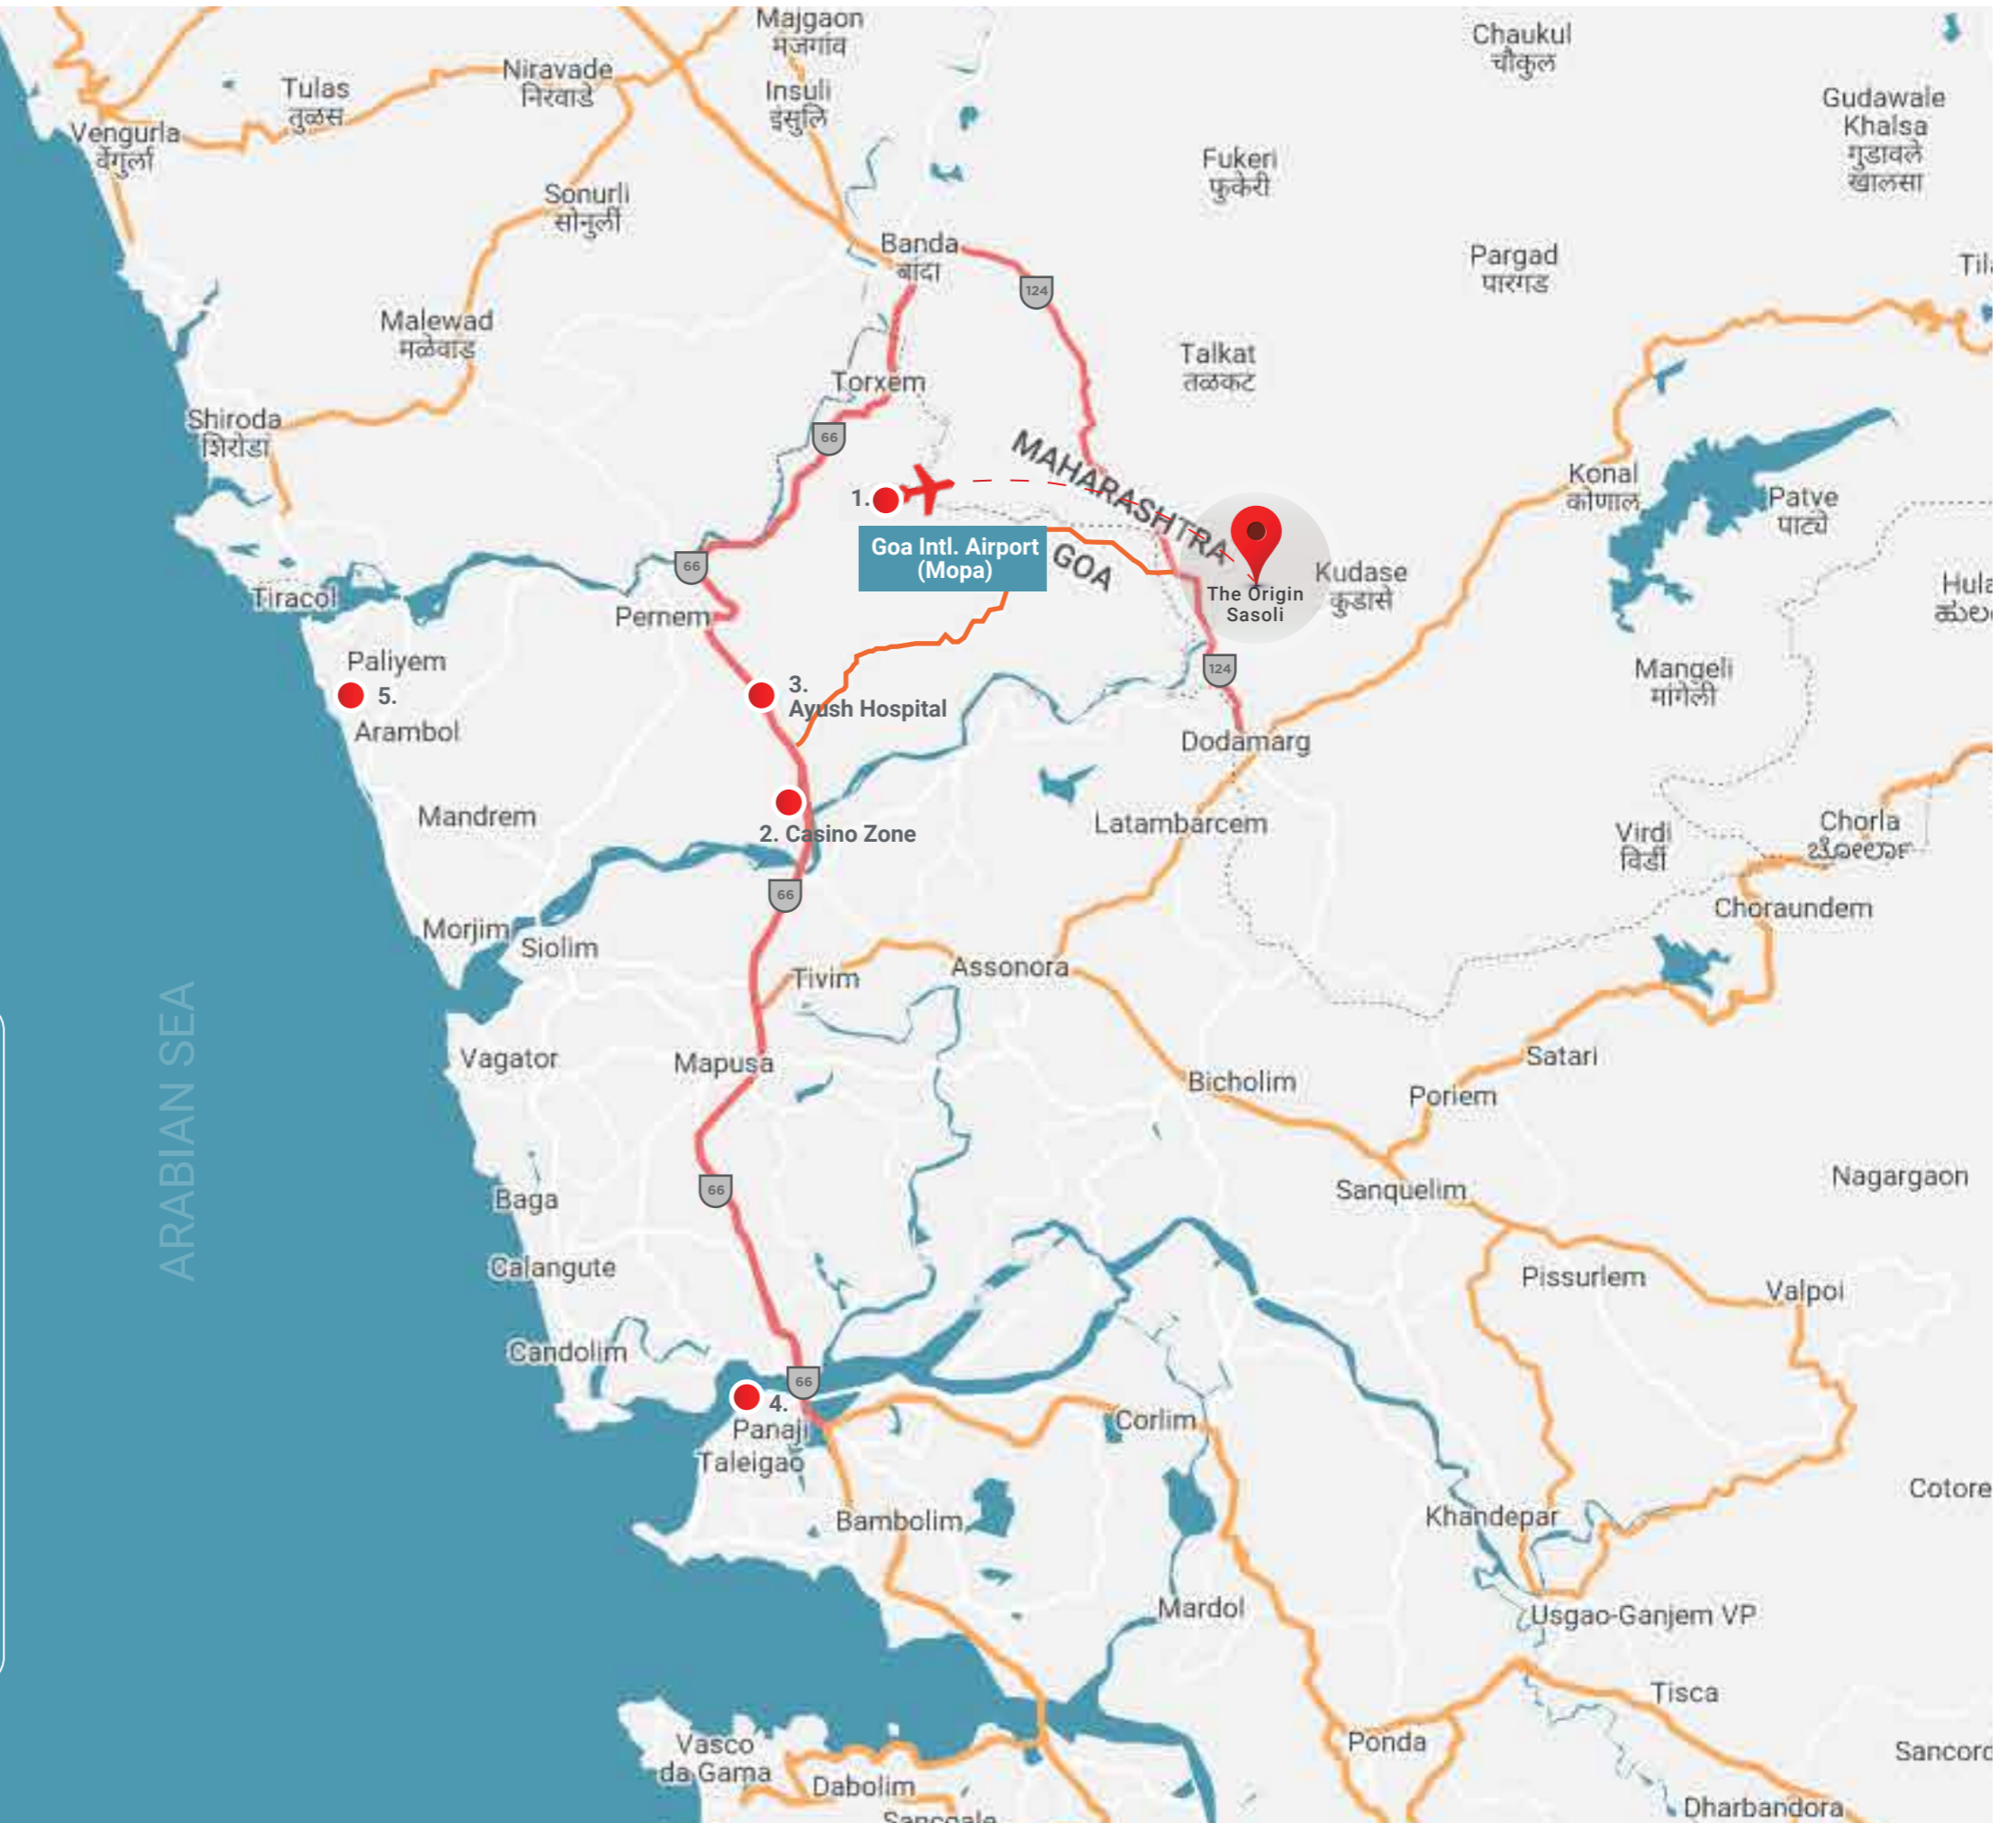 Majgaon
मजगांव
Chaukul
चौकुल
Niravade
निरवाडे
Tulas
तुळस
Insuli
इंसुलि
Gudawale
Khalsa
गुडावले
खालसा
Vengurla
वेंगुर्ला
Fukeri
फुकेरी
Sonurli
सोनुर्ली
Banda
बांदा
Pargad
पारगड
124
Malewad
मळेवाड
Talkat
तळकट
Torxem
Shiroda
शिरोडा
66
MAHARASHTRA
Konal
कोणाल
Patve
पाट्ये
1.
Goa Intl. Airport
(Mopa)
GOA
66
The Origin
Sasoli
Kudase
कुडासे
Tiracol
Pernem
Paliyem
5.
3.
Ayush Hospital
124
Mangeli
मांगेली
Arambol
Dodamarg
Mandrem
2. Casino Zone
Latambarcem
Virdi
विर्डी
Chorla
ಚೋರ್ಲಾ
66
Choraundem
Morjim
Siolim
Tivim
Assonora
ARABIAN SEA
Vagator
Mapusa
Bicholim
Satari
Poriem
66
Sanquelim
Nagargaon
Baga
Calangute
Pissurlem
Valpoi
Candolim
66
4.
Panaji
Corlim
Taleigao
Cotore
Bambolim
Khandepar
Mardol
Usgao-Ganjem VP
Tisca
Vasco
da Gama
Ponda
Dabolim
Dharbandora